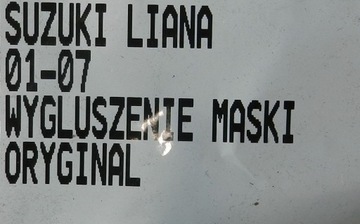 SUZUKI LIANA
01-07
WYGLUSZENIE MASKI
ORYGINAL